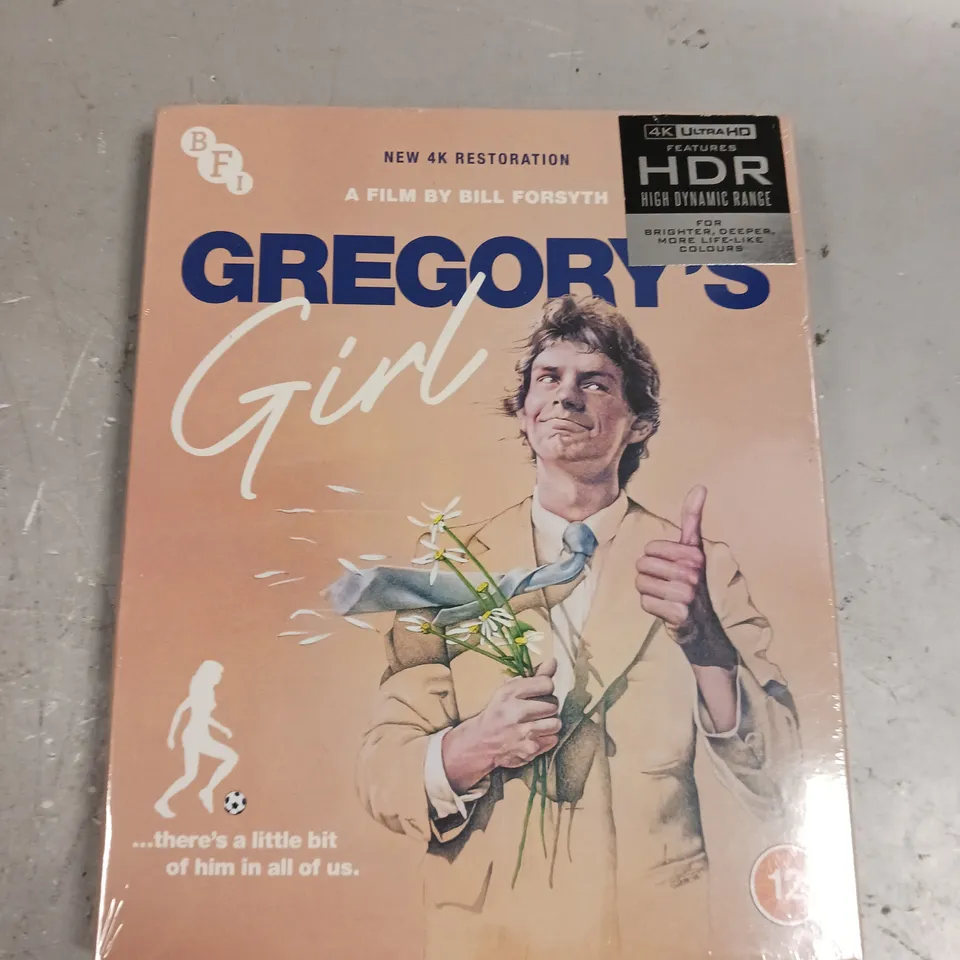 BFI
NEW 4K RESTORATION
A FILM BY BILL FORSYTH
4K ULTRA HD
FEATURES
HDR
HIGH DYNAMIC RANGE
FOR
BRIGHTER, DEEPER,
MORE LIFE-LIKE
COLOURS
GREGORY'S
Girl
...there's a little bit
of him in all of us.
12